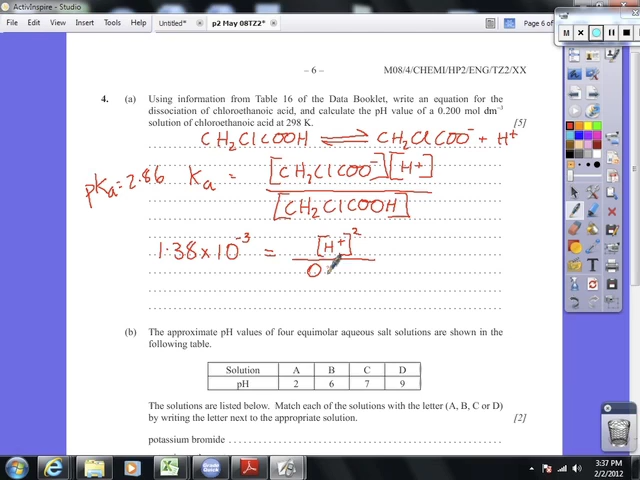 ActivInspire - Studio
File Edit View Insert Tools Help
Untitled*
p2 May 08TZ2*
Page 6 of
– 6 –
M08/4/CHEMI/HP2/ENG/TZ2/XX
4. (a) Using information from Table 16 of the Data Booklet, write an equation for the
dissociation of chloroethanoic acid, and calculate the pH value of a 0.200 mol dm⁻³
solution of chloroethanoic acid at 298 K.
[5]
CH₂ClCOOH ⇌ CH₂ClCOO⁻ + H⁺
pKa = 2.86 Ka = [CH₂ClCOO⁻][H⁺]
[CH₂ClCOOH]
1.38 x 10⁻³ = [H⁺]²
0
(b) The approximate pH values of four equimolar aqueous salt solutions are shown in the
following table.
Solution A B C D
pH 2 6 7 9
The solutions are listed below. Match each of the solutions with the letter (A, B, C or D)
by writing the letter next to the appropriate solution.
[2]
potassium bromide
3:37 PM
2/2/2012